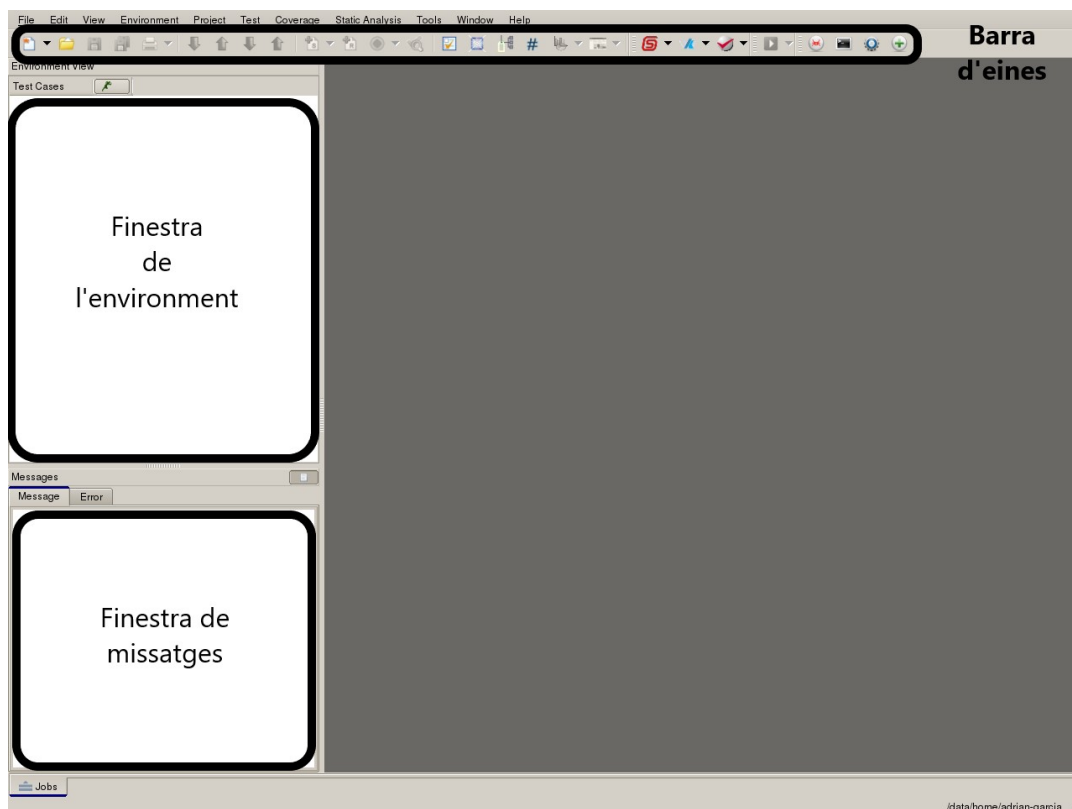 File Edit View Environment Project Test Coverage Static Analysis Tools Window Help
Barra
d'eines
Environment View
Test Cases
Finestra
de
l'environment
Messages
Message Error
Finestra de
missatges
Jobs
/data/home/adrian-garcia